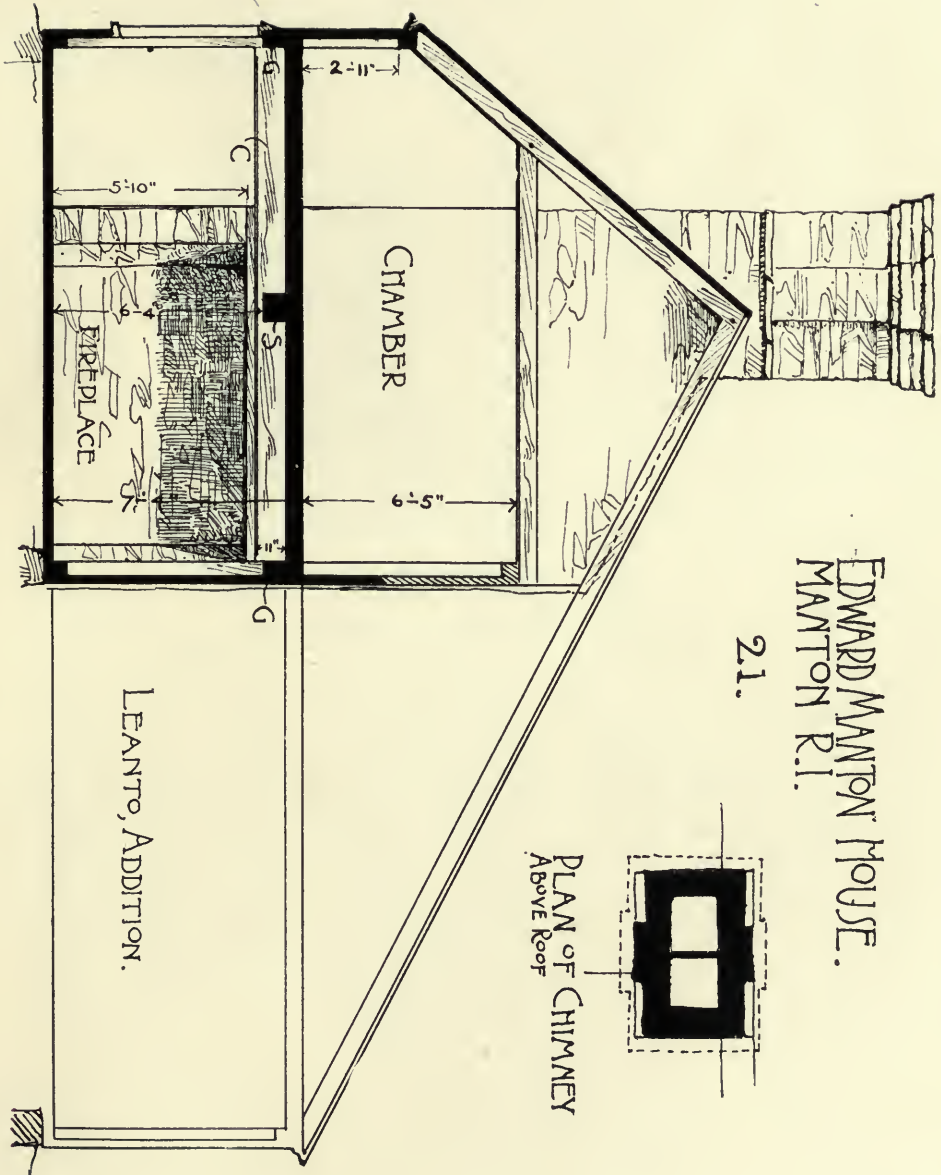 EDWARD MANTON HOUSE.
MANTON R.I.
21.
PLAN OF CHIMNEY
ABOVE ROOF
2'-11"
CHAMBER
6'-5"
G
C
5'-10"
6'-4"
S
FIREPLACE
7'-4"
11"
G
LEANTO, ADDITION.